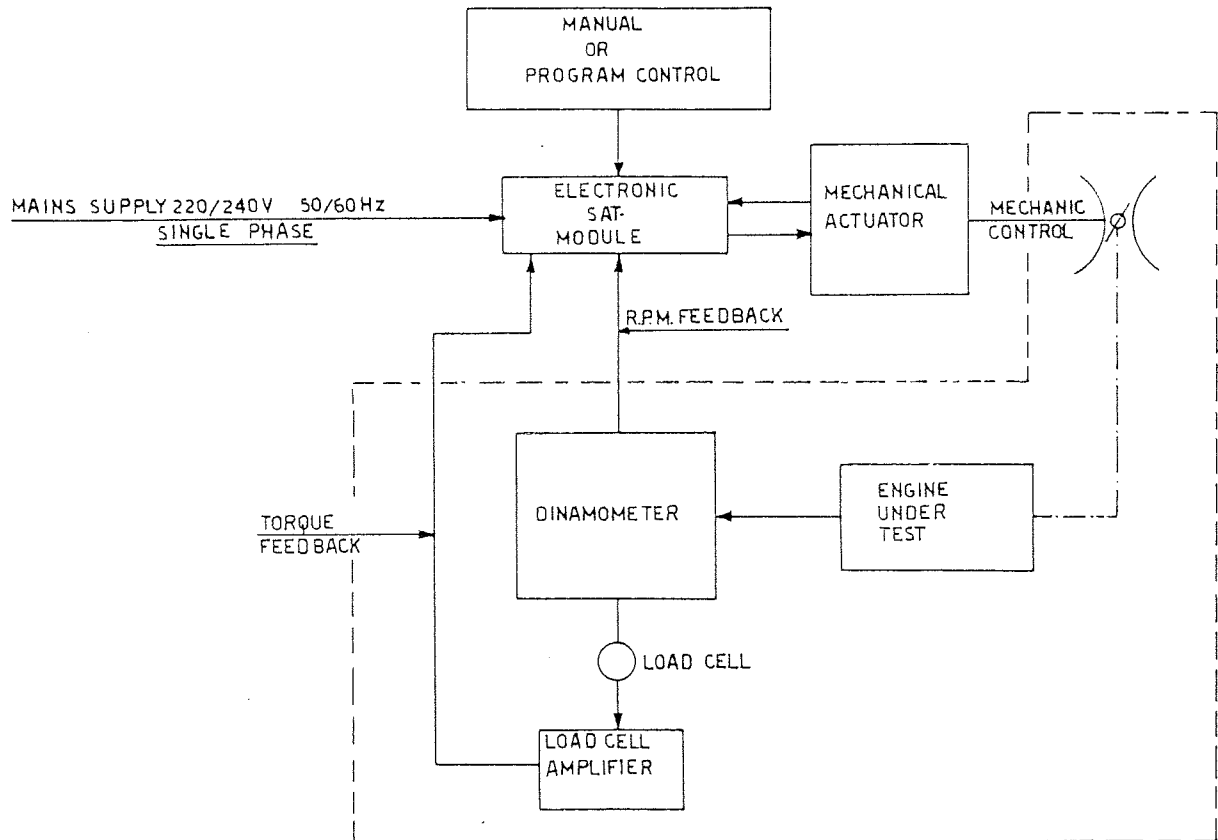 MANUAL
OR
PROGRAM CONTROL
ELECTRONIC
SAT-
MODULE
MECHANICAL
ACTUATOR
MECHANIC
CONTROL
MAINS SUPPLY 220/240V 50/60Hz
SINGLE PHASE
R.P.M. FEEDBACK
DINAMOMETER
ENGINE
UNDER
TEST
TORQUE
FEEDBACK
LOAD CELL
LOAD CELL
AMPLIFIER